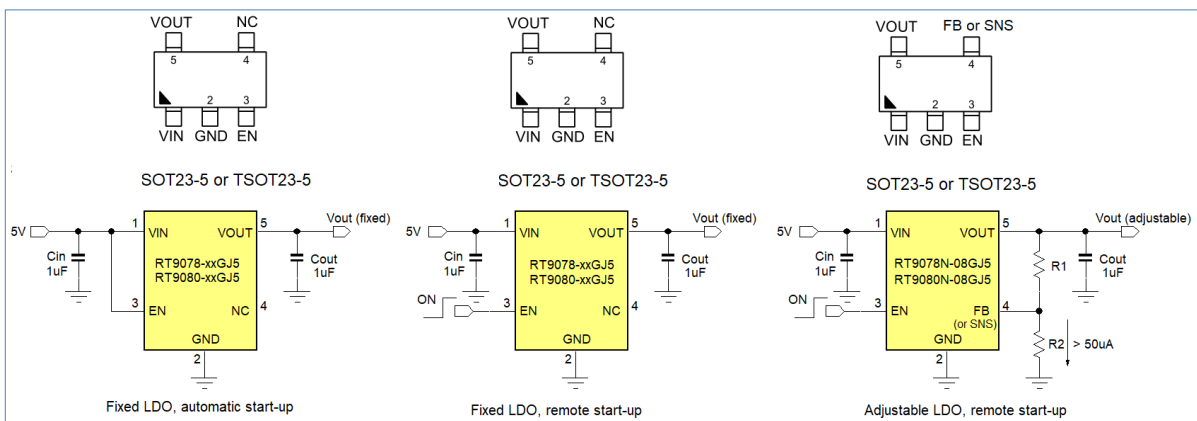 VOUT NC
5 4
2 3
VIN GND EN
SOT23-5 or TSOT23-5
5V
1 VIN VOUT 5
Vout (fixed)
Cin
1uF
RT9078-xxGJ5
RT9080-xxGJ5
Cout
1uF
3 EN NC 4
GND
2
Fixed LDO, automatic start-up
VOUT NC
5 4
2 3
VIN GND EN
SOT23-5 or TSOT23-5
5V
1 VIN VOUT 5
Vout (fixed)
Cin
1uF
RT9078-xxGJ5
RT9080-xxGJ5
Cout
1uF
ON
3 EN NC 4
GND
2
Fixed LDO, remote start-up
VOUT FB or SNS
5 4
2 3
VIN GND EN
SOT23-5 or TSOT23-5
5V
1 VIN VOUT 5
Vout (adjustable)
Cin
1uF
RT9078N-08GJ5
RT9080N-08GJ5
R1
Cout
1uF
ON
3 EN FB 4
(or SNS)
GND
2
R2 > 50uA
Adjustable LDO, remote start-up